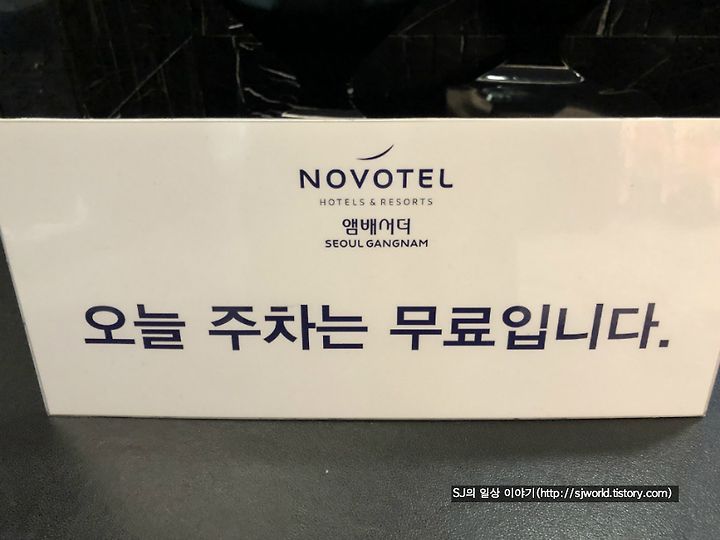 NOVOTEL
HOTELS & RESORTS
앰배서더
SEOUL GANGNAM
오늘 주차는 무료입니다.
SJ의 일상 이야기(http://sjworld.tistory.com)